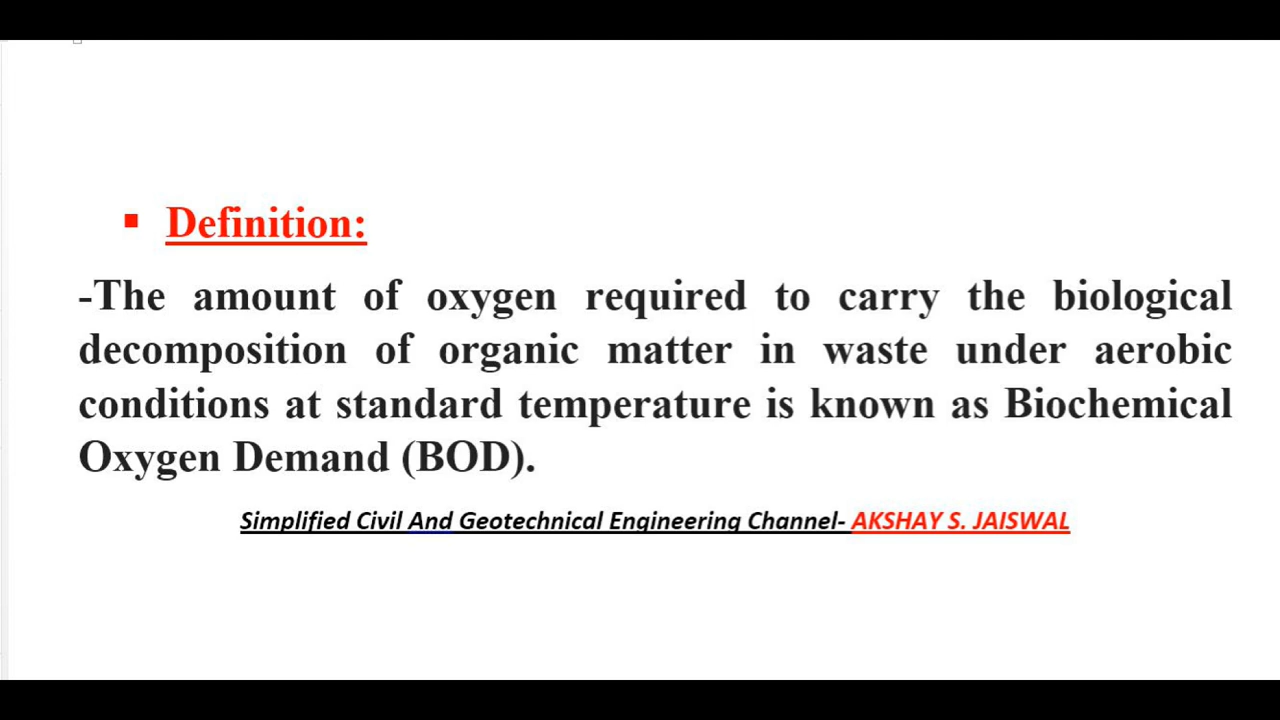 ▪ Definition:
-The amount of oxygen required to carry the biological
decomposition of organic matter in waste under aerobic
conditions at standard temperature is known as Biochemical
Oxygen Demand (BOD).
Simplified Civil And Geotechnical Engineering Channel- AKSHAY S. JAISWAL